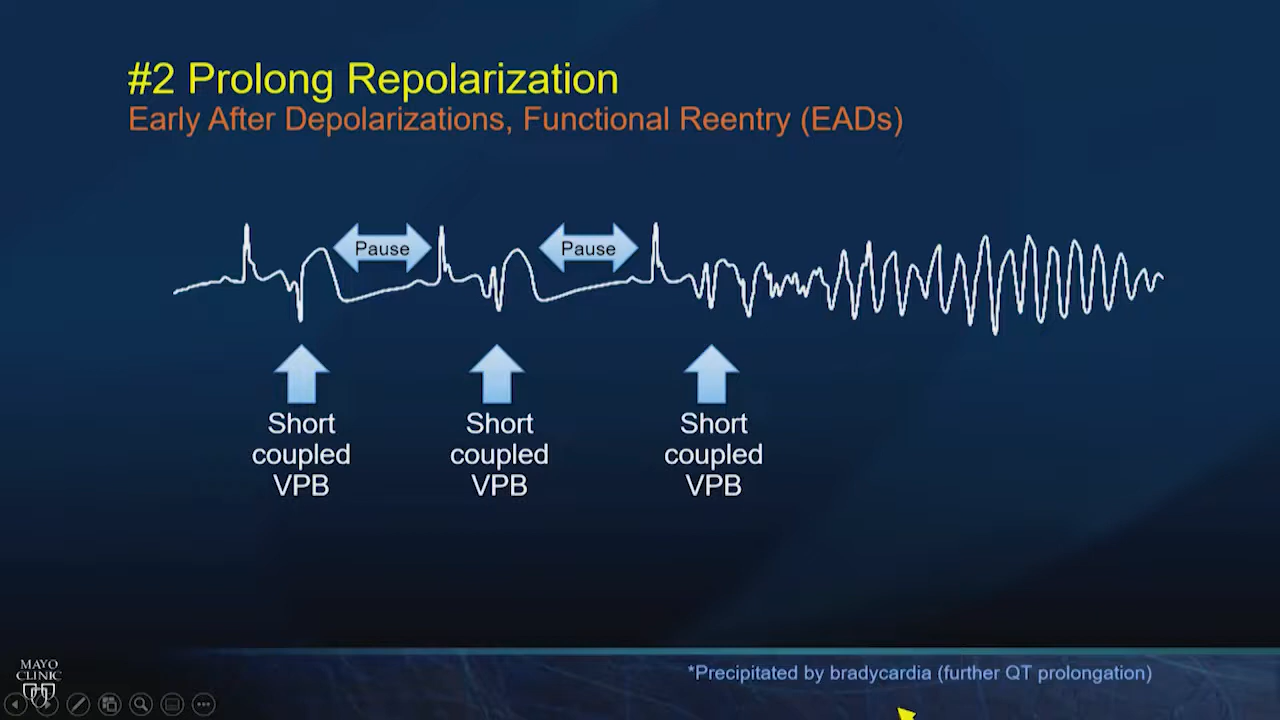 #2 Prolong Repolarization
Early After Depolarizations, Functional Reentry (EADs)
Pause
Pause
Short
coupled
VPB
Short
coupled
VPB
Short
coupled
VPB
MAYO
CLINIC
*Precipitated by bradycardia (further QT prolongation)